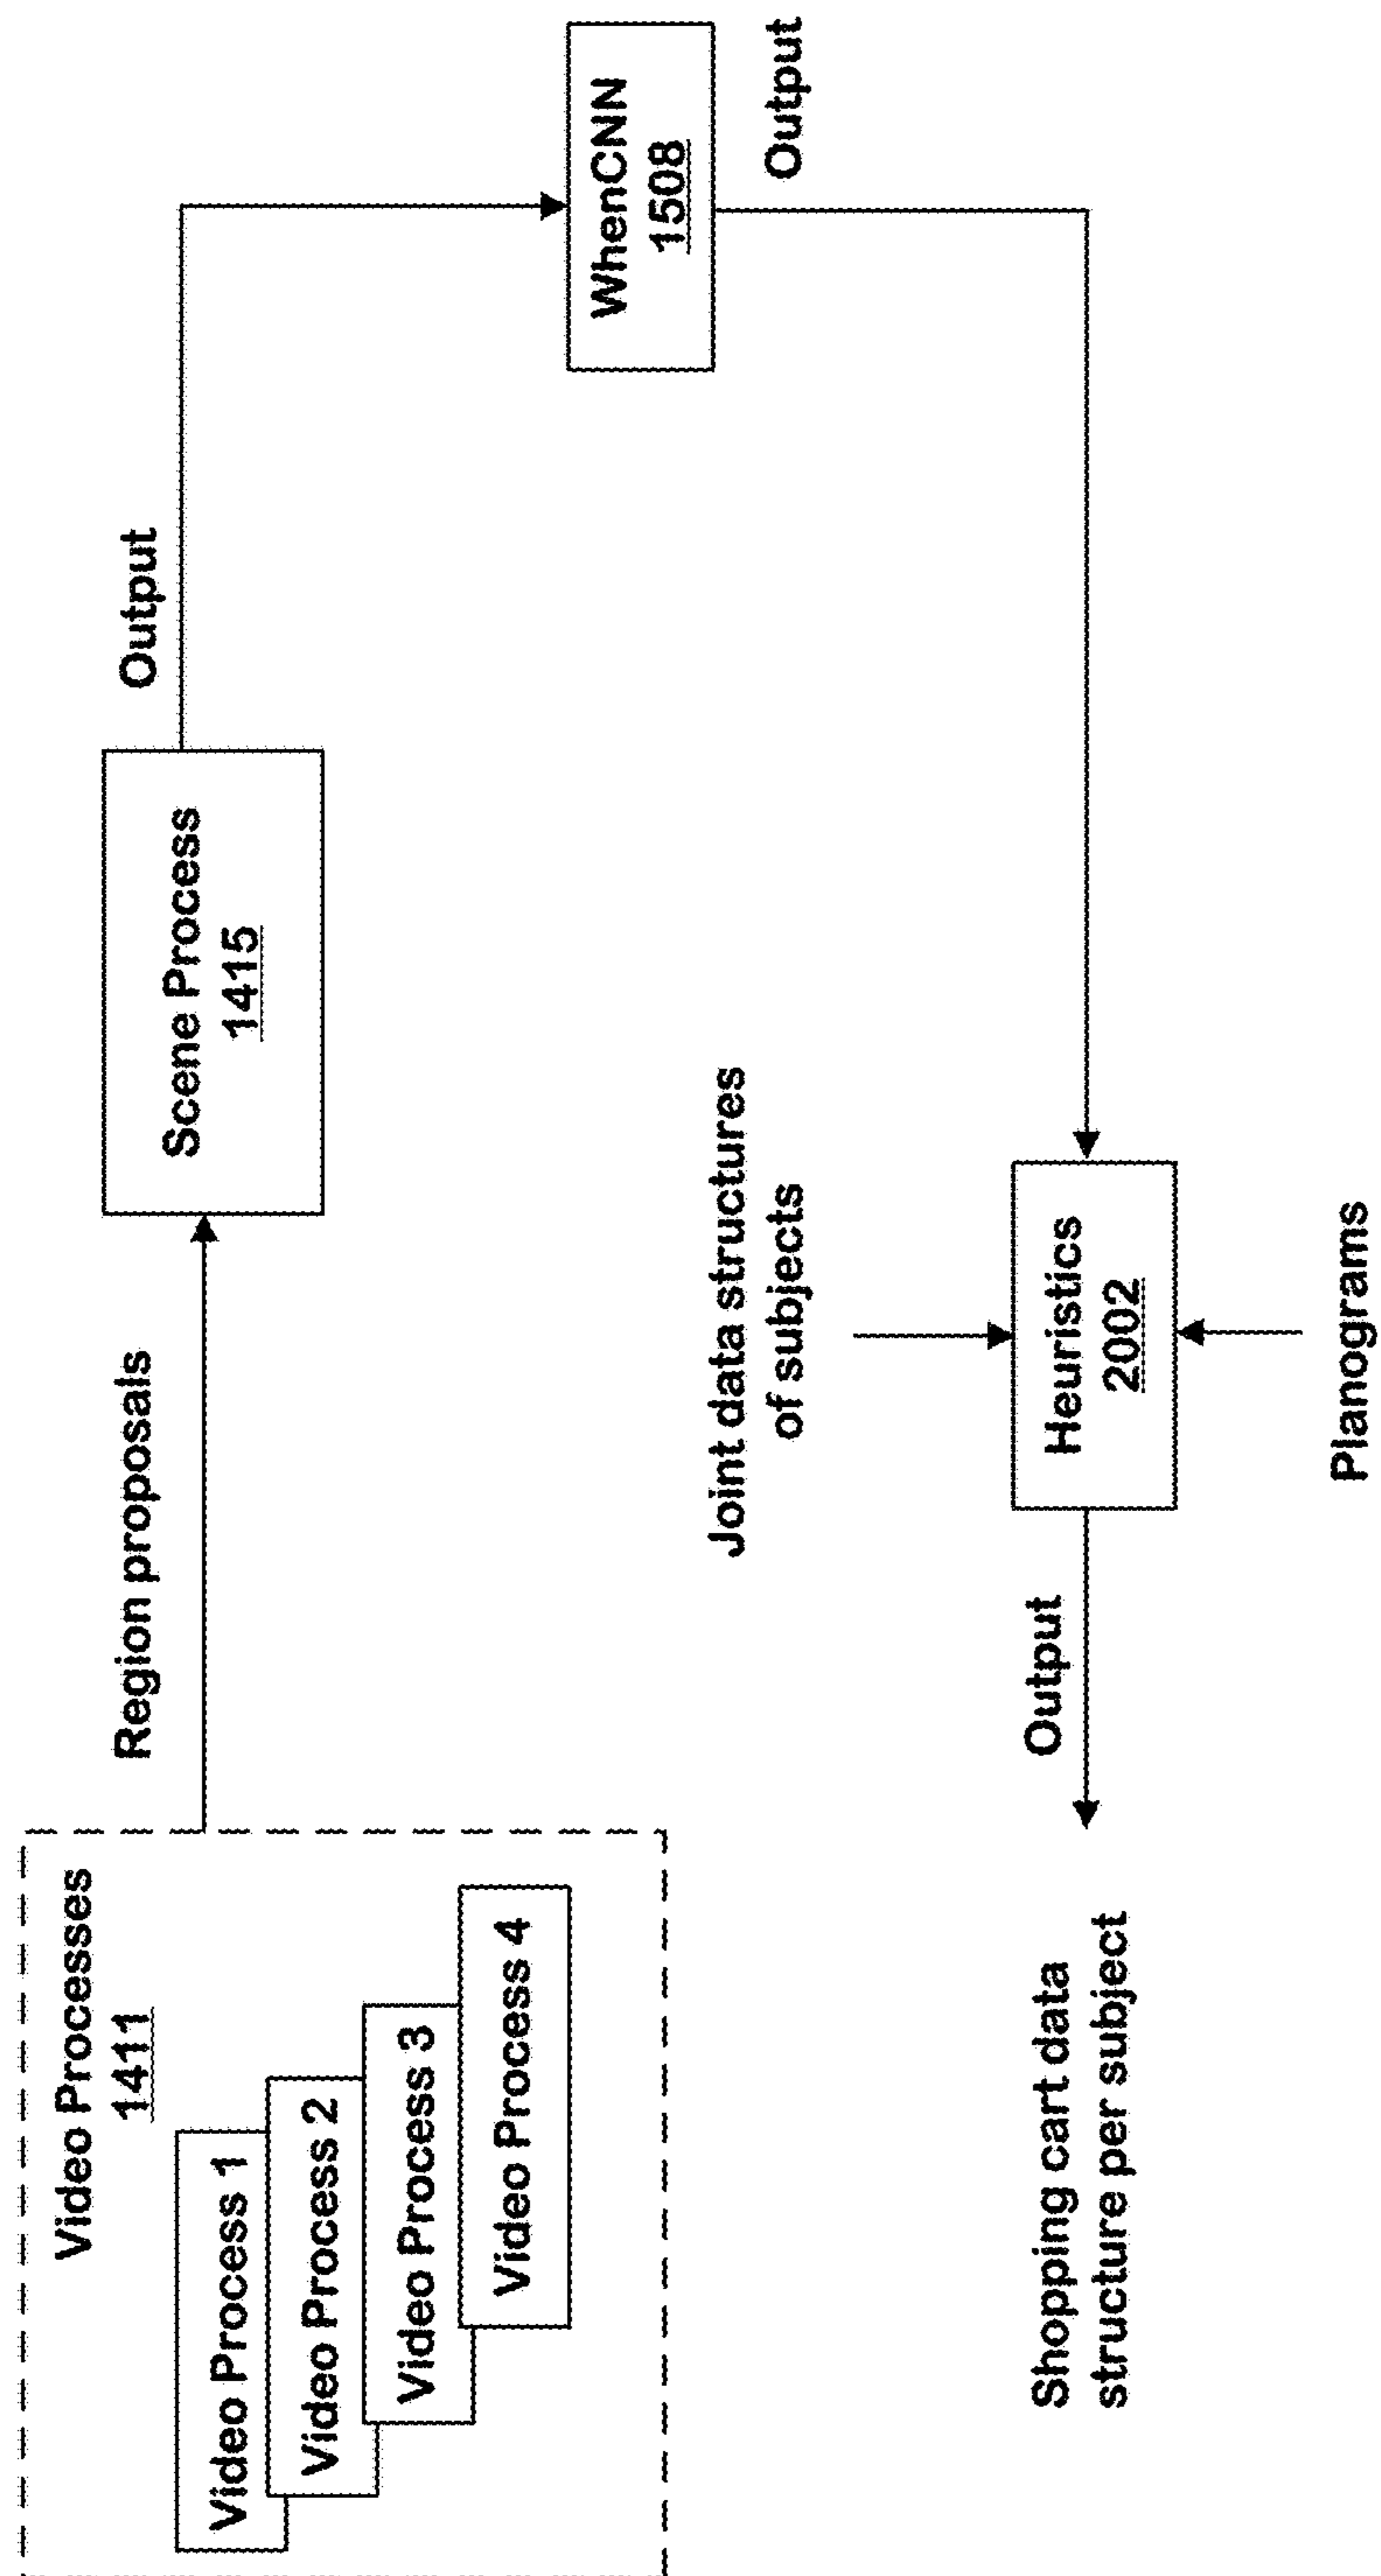 Video Processes
1411
Video Process 1
Video Process 2
Video Process 3
Video Process 4
Region proposals
Scene Process
1415
Output
WhenCNN
1508
Output
Joint data structures
of subjects
Heuristics
2002
Planograms
Output
Shopping cart data
structure per subject